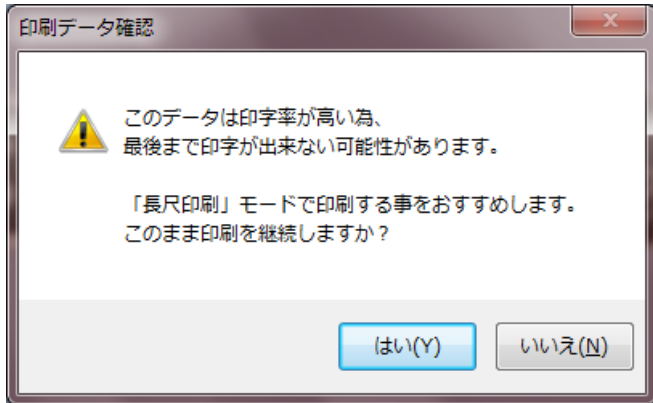 印刷データ確認
このデータは印字率が高い為、
最後まで印字が出来ない可能性があります。
「長尺印刷」モードで印刷する事をおすすめします。
このまま印刷を継続しますか？
はい(Y)
いいえ(N)